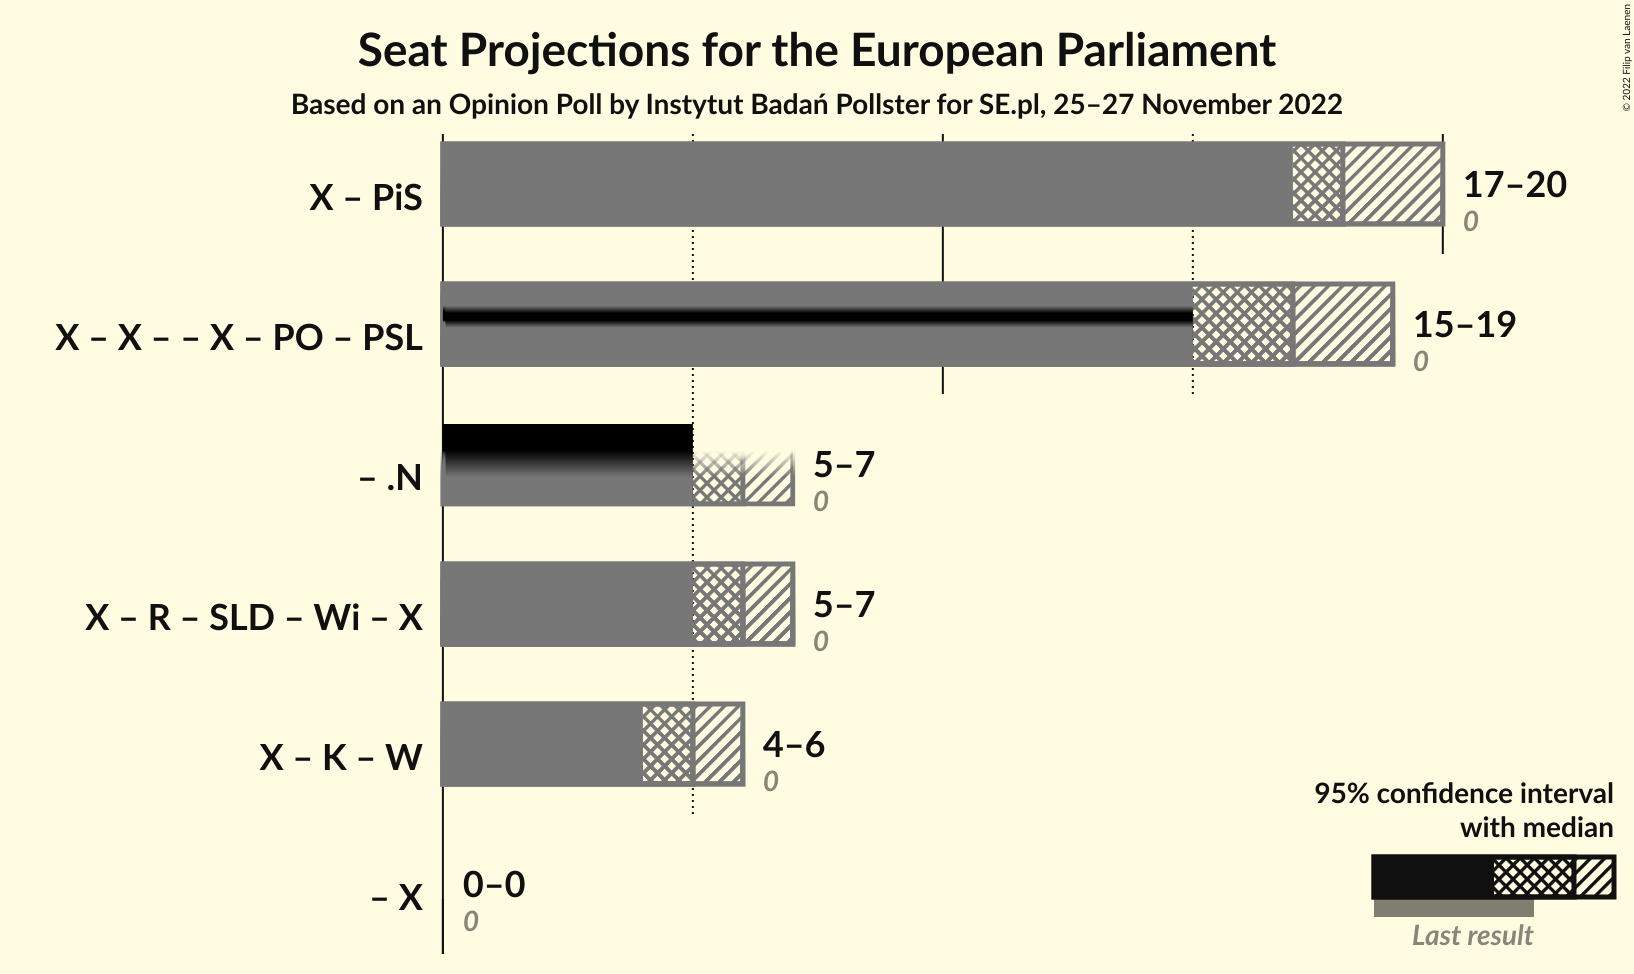 Seat Projections for the European Parliament
Based on an Opinion Poll by Instytut Badań Pollster for SE.pl, 25–27 November 2022
© 2022 Filip van Laenen
X – PiS
17–20
0
X – X – – X – PO – PSL
15–19
0
– .N
5–7
0
X – R – SLD – Wi – X
5–7
0
X – K – W
4–6
0
– X
0–0
0
95% confidence interval
with median
Last result